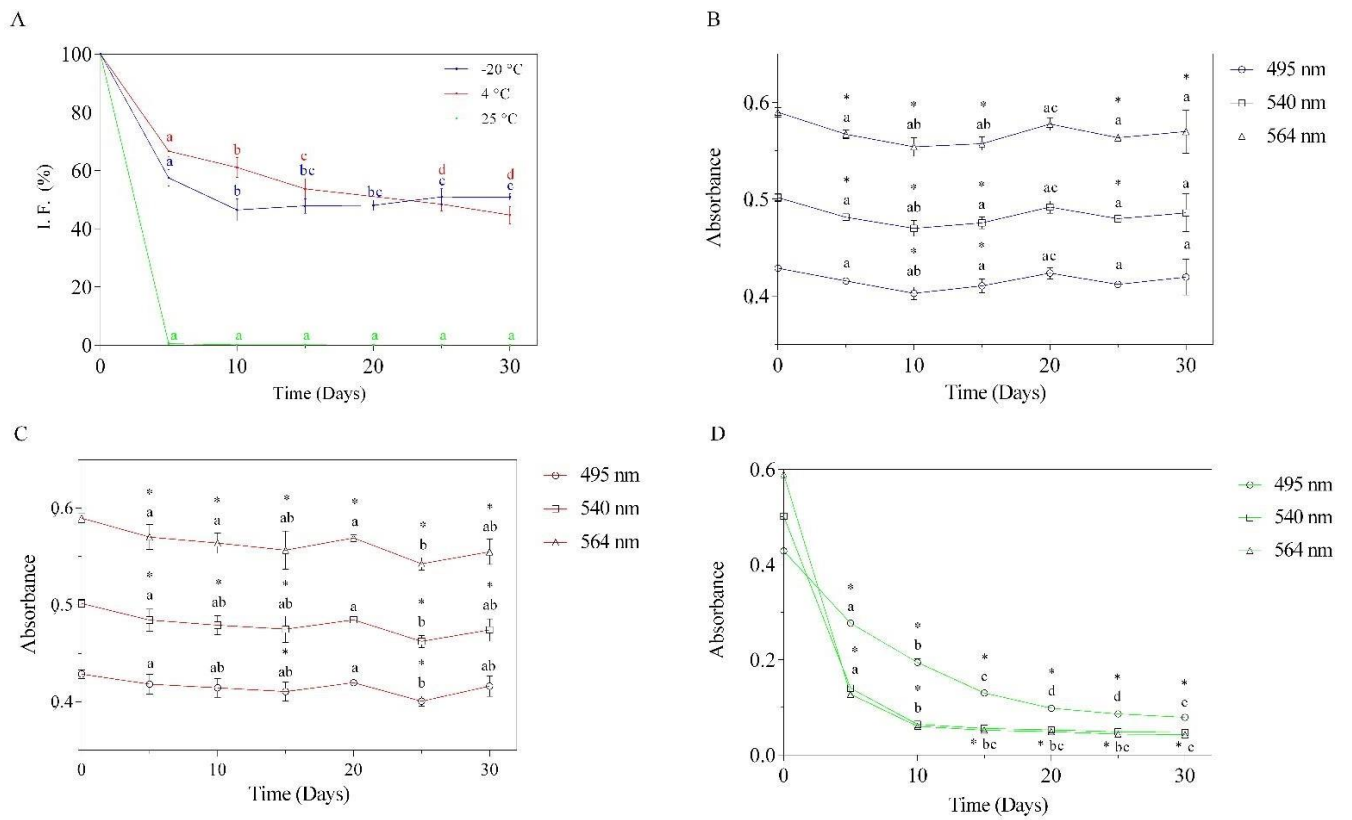 A
100
80
60
40
20
0
I. F. (%)
-20 °C
4 °C
25 °C
a b c d d
a b bc bc c c
a a a a a a
0 10 20 30
Time (Days)
B
0.6
0.5
0.4
Absorbance
495 nm
540 nm
564 nm
* * * * *
a ab ab ac a a
* * * *
a ab a ac a a
* *
a ab a ac a a
0 10 20 30
Time (Days)
C
0.6
0.5
0.4
Absorbance
495 nm
540 nm
564 nm
* * * * * *
a a ab a b ab
* * * * *
a ab ab a b ab
* *
a ab ab a b ab
0 10 20 30
Time (Days)
D
0.6
0.4
0.2
0.0
Absorbance
495 nm
540 nm
564 nm
* * * * * *
a b c d d c
* *
a b
* bc * bc * bc * c
0 10 20 30
Time (Days)